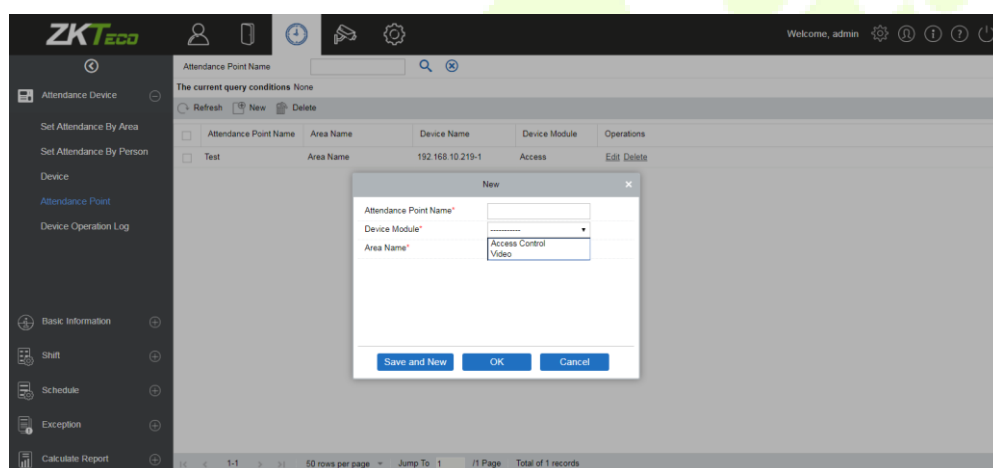 ZKTeco
Welcome, admin
Attendance Point Name
The current query conditions None
Refresh New Delete
Attendance Point Name Area Name Device Name Device Module Operations
Test Area Name 192.168.10.219-1 Access Edit Delete
Attendance Device
Set Attendance By Area
Set Attendance By Person
Device
Attendance Point
Device Operation Log
Basic Information
Shift
Schedule
Exception
Calculate Report
New
Attendance Point Name*
Device Module* ----------
Area Name*
Access Control
Video
Save and New OK Cancel
1-1 50 rows per page Jump To 1 /1 Page Total of 1 records